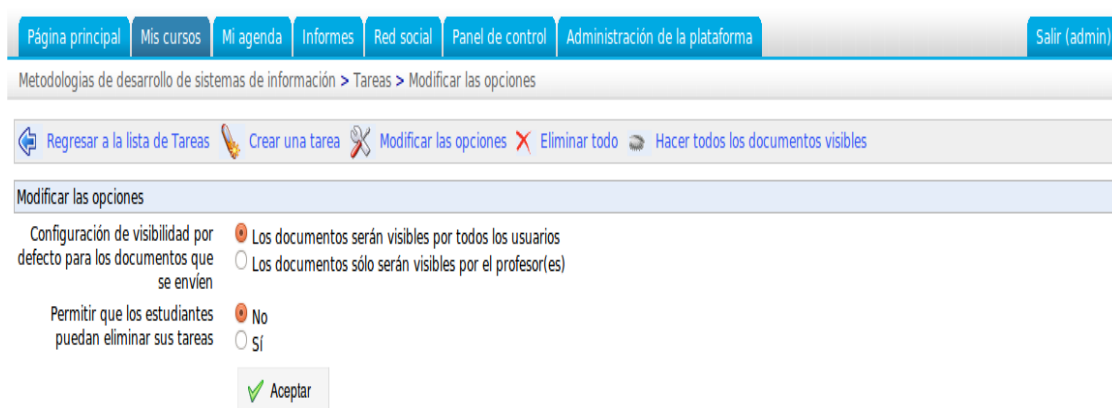 Página principal Mis cursos Mi agenda Informes Red social Panel de control Administración de la plataforma Salir (admin)
Metodologias de desarrollo de sistemas de información > Tareas > Modificar las opciones
Regresar a la lista de Tareas Crear una tarea Modificar las opciones Eliminar todo Hacer todos los documentos visibles
Modificar las opciones
Configuración de visibilidad por
defecto para los documentos que
se envíen
Los documentos serán visibles por todos los usuarios
Los documentos sólo serán visibles por el profesor(es)
Permitir que los estudiantes
puedan eliminar sus tareas
No
Sí
Aceptar